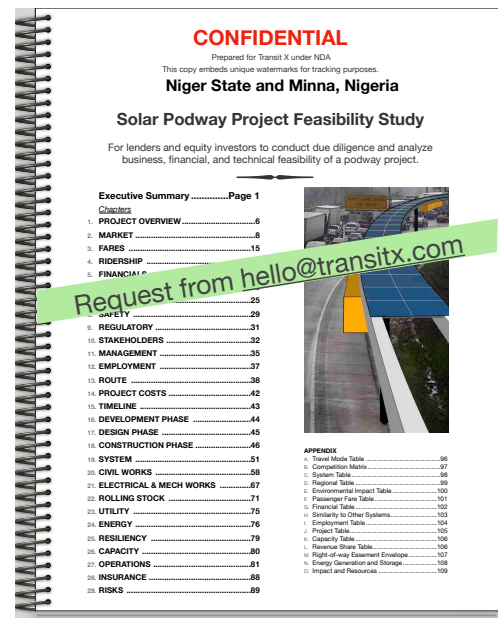 CONFIDENTIAL
Prepared for Transit X under NDA
This copy embeds unique watermarks for tracking purposes.
Niger State and Minna, Nigeria
Solar Podway Project Feasibility Study
For lenders and equity investors to conduct due diligence and analyze
business, financial, and technical feasibility of a podway project.
Executive Summary ..............Page 1
Chapters
1. PROJECT OVERVIEW ....................................6
2. MARKET ....................................................8
3. FARES .....................................................15
4. RIDERSHIP
5. FINANCIALS
Request from hello@transitx.com
25
SAFETY ....................................................29
9. REGULATORY ..............................................31
10. STAKEHOLDERS ..........................................32
11. MANAGEMENT ............................................35
12. EMPLOYMENT ............................................37
13. ROUTE ...................................................38
14. PROJECT COSTS .........................................42
15. TIMELINE ................................................43
16. DEVELOPMENT PHASE ...................................44
17. DESIGN PHASE ..........................................45
18. CONSTRUCTION PHASE ..................................46
19. SYSTEM ..................................................51
20. CIVIL WORKS ............................................58
21. ELECTRICAL & MECH WORKS ............................67
22. ROLLING STOCK .........................................71
23. UTILITY ..................................................75
24. ENERGY ..................................................76
25. RESILIENCY ..............................................79
26. CAPACITY ................................................80
27. OPERATIONS .............................................81
28. INSURANCE ..............................................88
29. RISKS ....................................................89
APPENDIX
A. Travel Mode Table ......................................96
B. Competition Matrix .....................................97
C. System Table ...........................................98
D. Regional Table .........................................99
E. Environmental Impact Table ..........................100
F. Passenger Fare Table .................................101
G. Financial Table .......................................102
H. Similarity to Other Systems ..........................103
I. Employment Table .....................................104
J. Project Table ..........................................105
K. Capacity Table ........................................106
L. Revenue Share Table ..................................106
M. Right-of-way Easement Envelope ....................107
N. Energy Generation and Storage ......................108
O. Impact and Resources ................................109